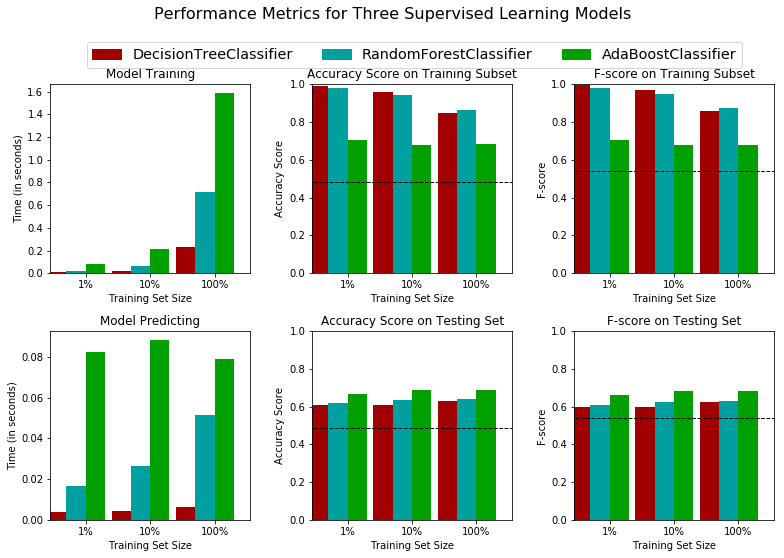 Performance Metrics for Three Supervised Learning Models
DecisionTreeClassifier RandomForestClassifier AdaBoostClassifier
Model Training
1.6
1.4
1.2
1.0
0.8
0.6
0.4
0.2
0.0
Time (in seconds)
1% 10% 100%
Training Set Size
Accuracy Score on Training Subset
1.0
0.8
0.6
0.4
0.2
0.0
Accuracy Score
1% 10% 100%
Training Set Size
F-score on Training Subset
1.0
0.8
0.6
0.4
0.2
0.0
F-score
1% 10% 100%
Training Set Size
Model Predicting
0.08
0.06
0.04
0.02
0.00
Time (in seconds)
1% 10% 100%
Training Set Size
Accuracy Score on Testing Set
1.0
0.8
0.6
0.4
0.2
0.0
Accuracy Score
1% 10% 100%
Training Set Size
F-score on Testing Set
1.0
0.8
0.6
0.4
0.2
0.0
F-score
1% 10% 100%
Training Set Size